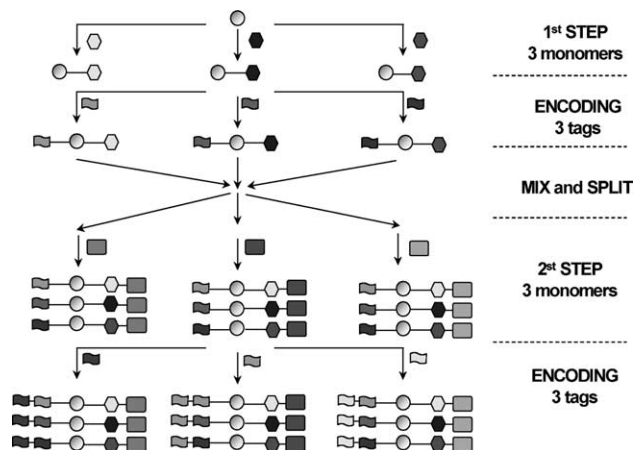 1st STEP
3 monomers
ENCODING
3 tags
MIX and SPLIT
2st STEP
3 monomers
ENCODING
3 tags